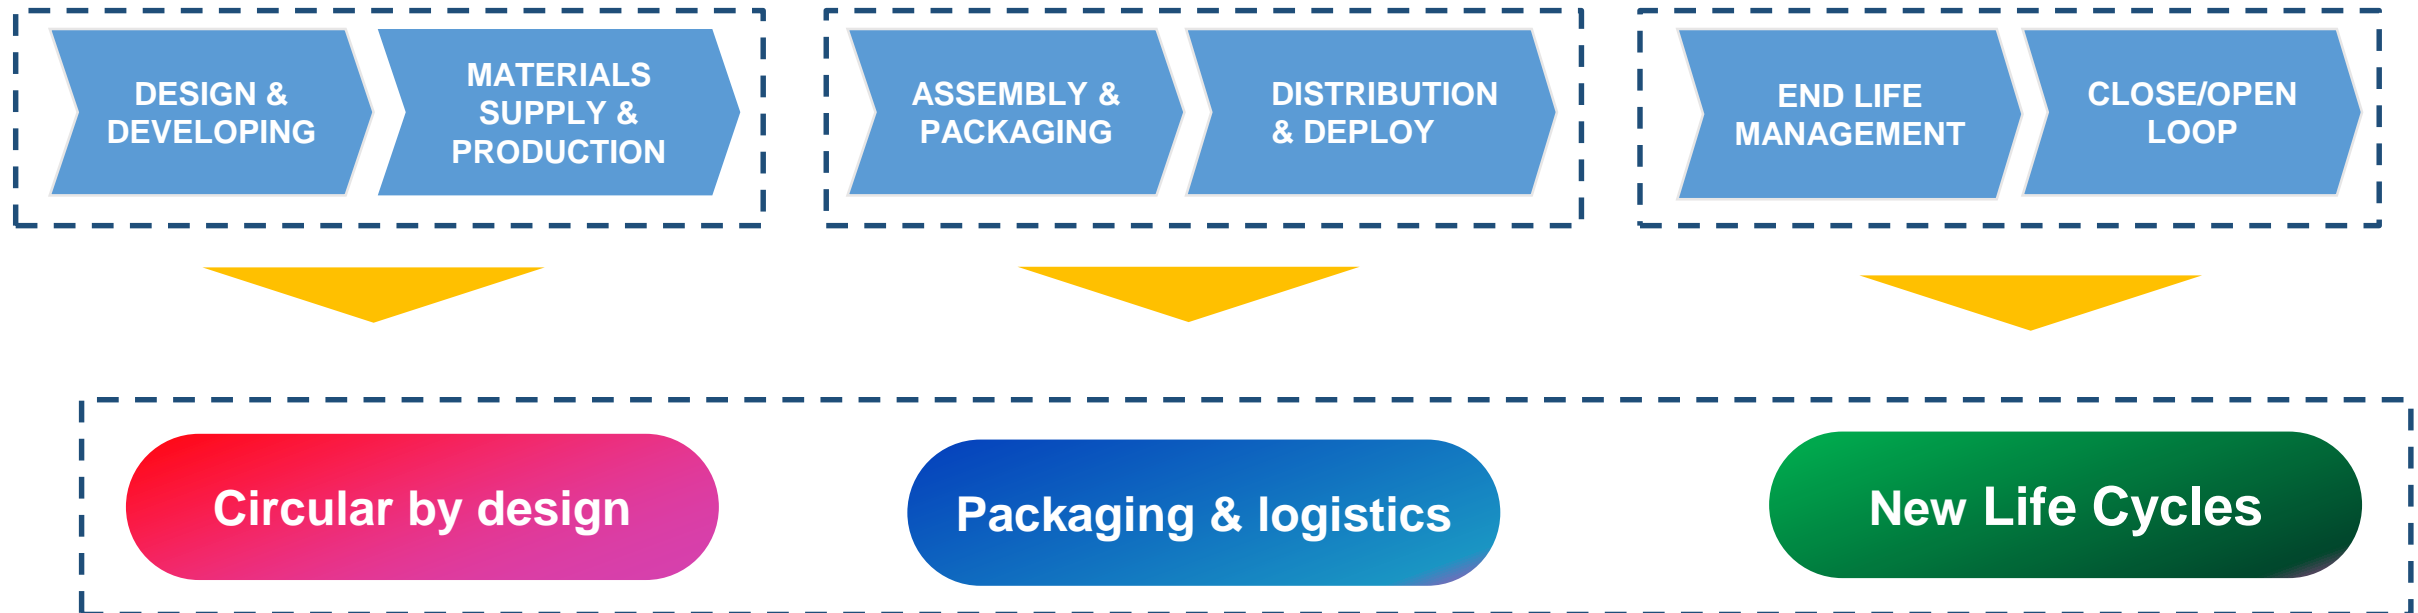 DESIGN &
DEVELOPING
MATERIALS
SUPPLY &
PRODUCTION
ASSEMBLY &
PACKAGING
DISTRIBUTION
& DEPLOY
END LIFE
MANAGEMENT
CLOSE/OPEN
LOOP
Circular by design
Packaging & logistics
New Life Cycles